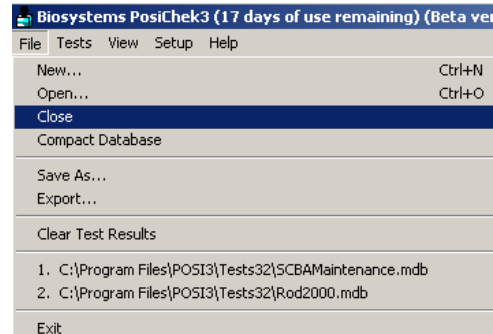 Biosystems PosiChek3 (17 days of use remaining) (Beta ver
File Tests View Setup Help
New... Ctrl+N
Open... Ctrl+O
Close
Compact Database
Save As...
Export...
Clear Test Results
1. C:\Program Files\POSI3\Tests32\SCBAMaintenance.mdb
2. C:\Program Files\POSI3\Tests32\Rod2000.mdb
Exit